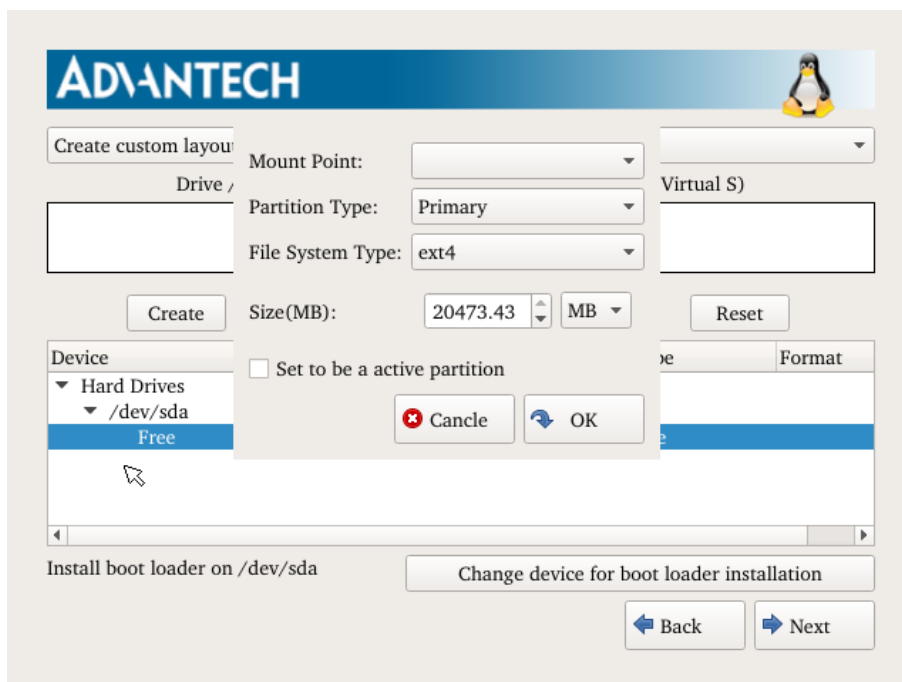 ADVANTECH
Create custom layou
Drive /
Virtual S)
Mount Point:
Partition Type: Primary
File System Type: ext4
Size(MB): 20473.43 MB
Set to be a active partition
Cancle OK
Create
Reset
Device
pe
Format
Hard Drives
/dev/sda
Free
e
Install boot loader on /dev/sda
Change device for boot loader installation
Back Next